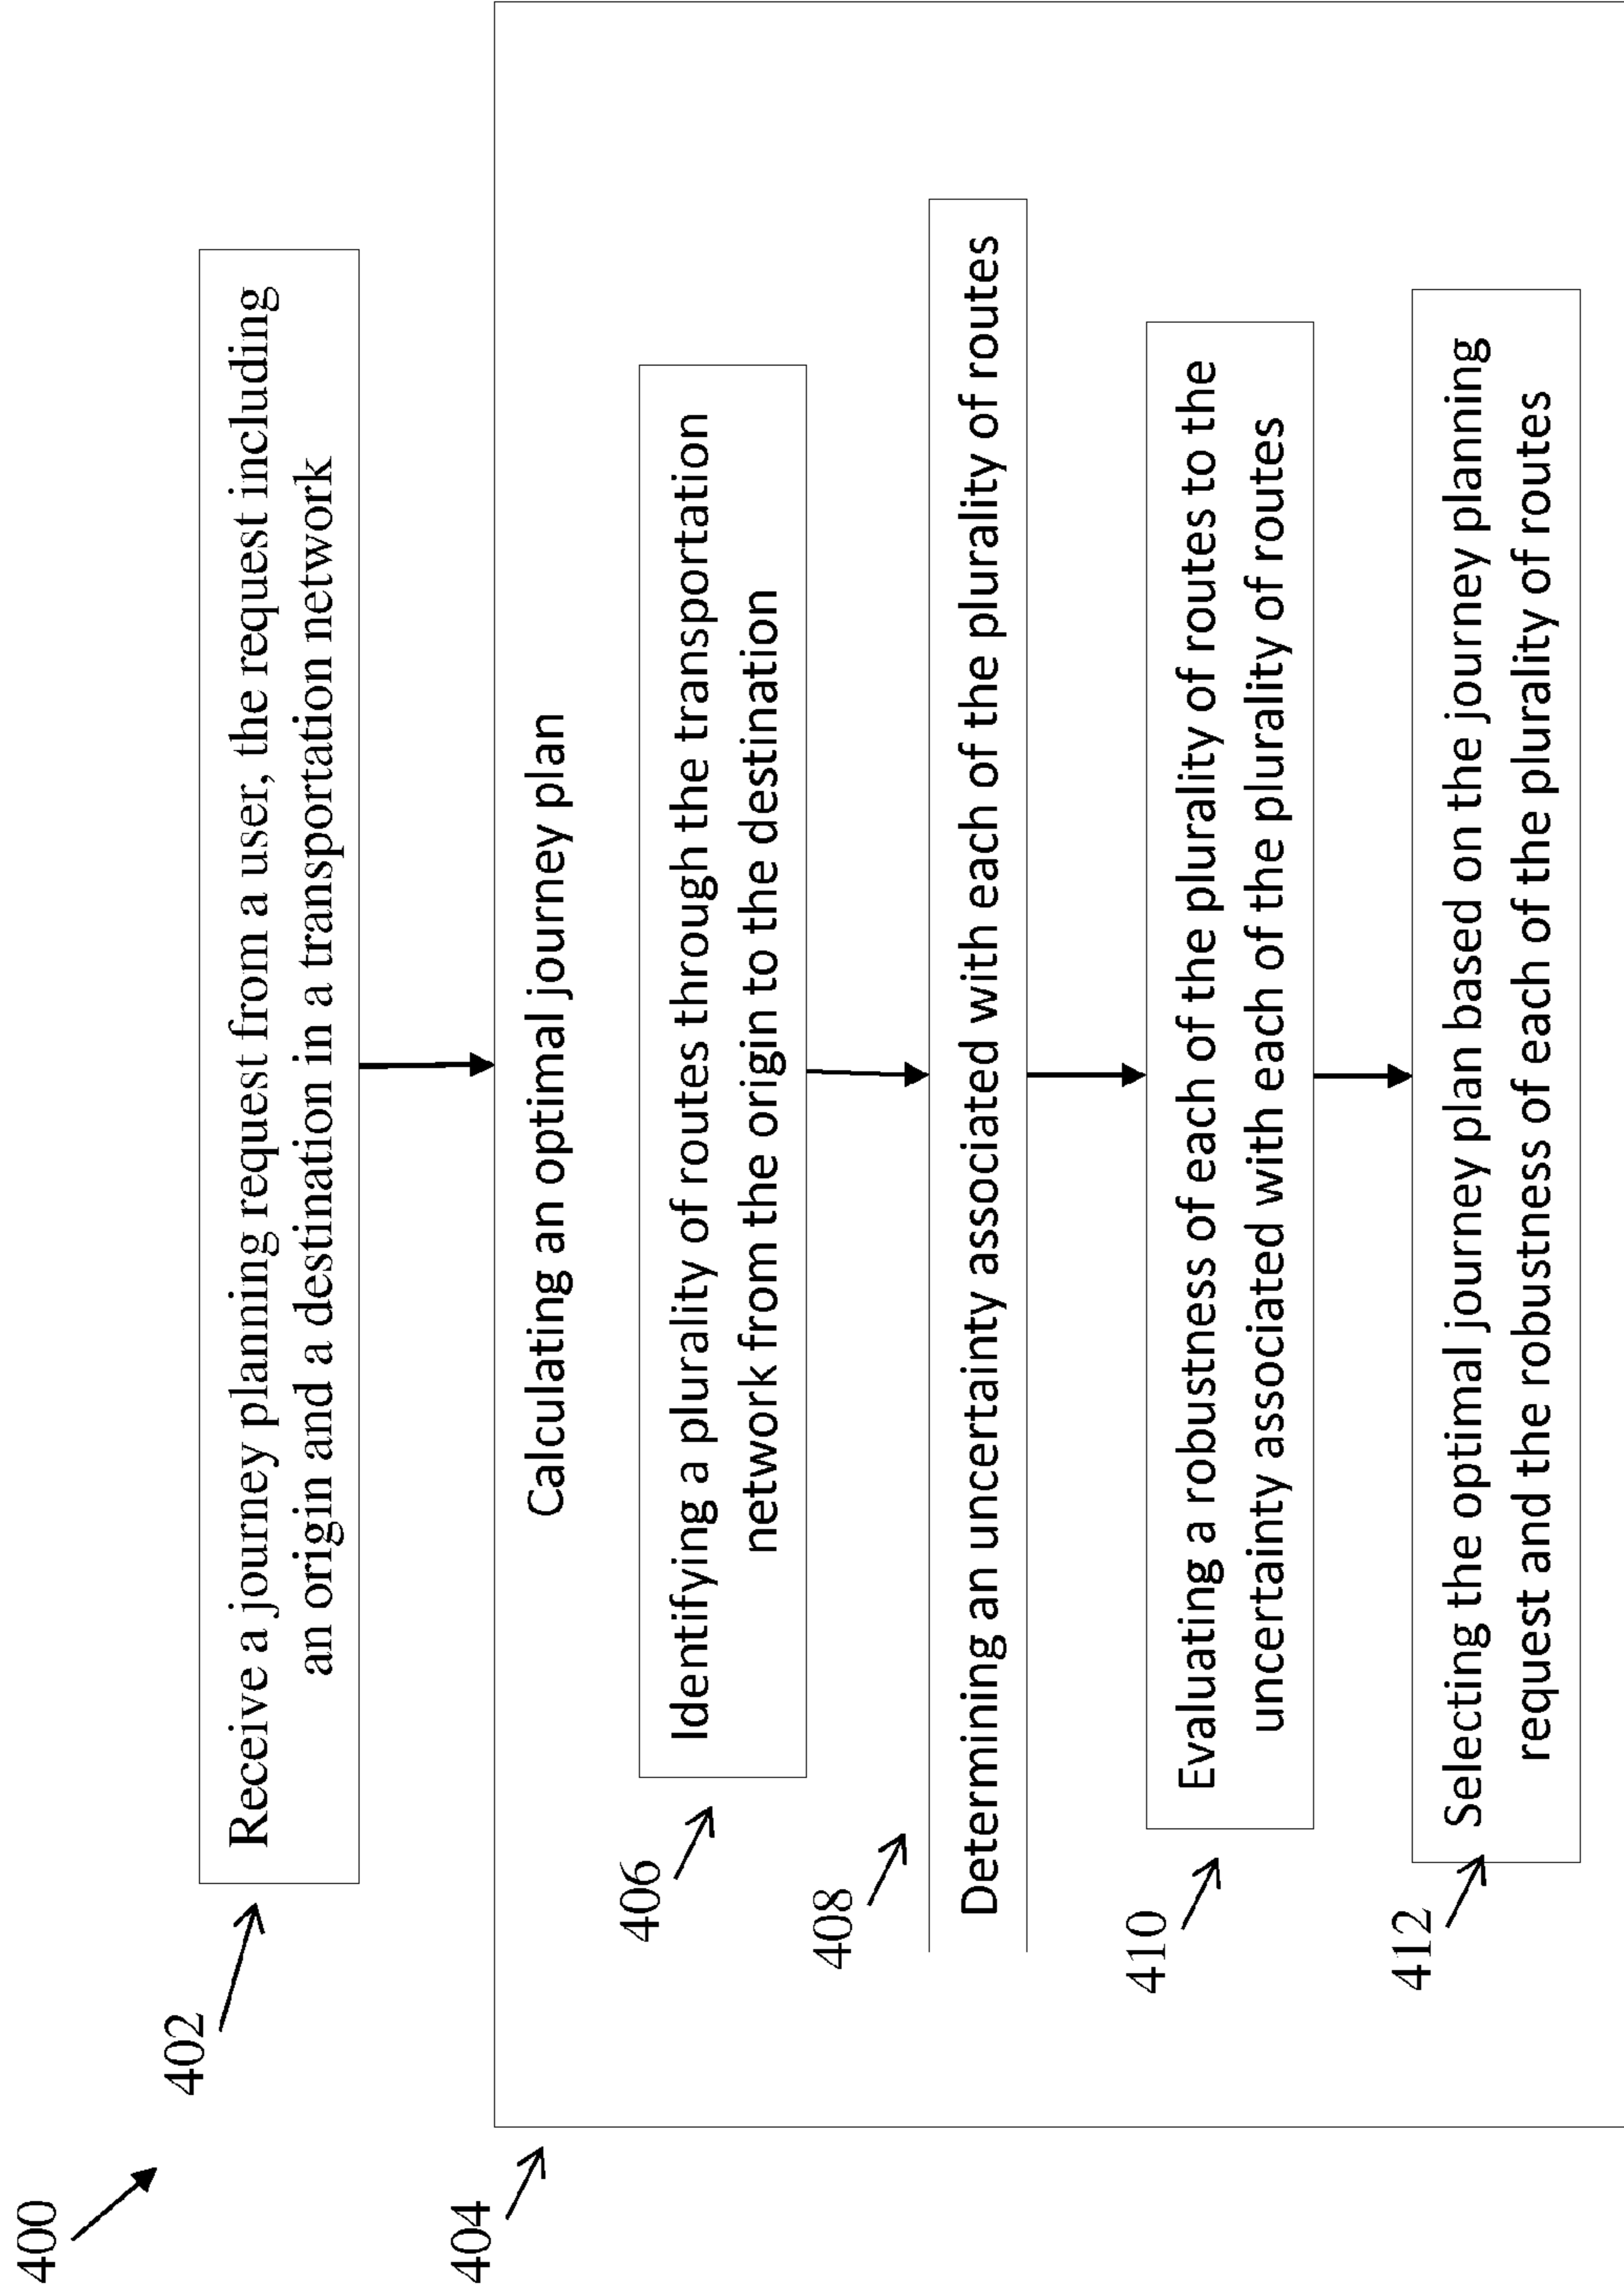 400
402
Receive a journey planning request from a user, the request including
an origin and a destination in a transportation network
404
Calculating an optimal journey plan
406
Identifying a plurality of routes through the transportation
network from the origin to the destination
408
Determining an uncertainty associated with each of the plurality of routes
410
Evaluating a robustness of each of the plurality of routes to the
uncertainty associated with each of the plurality of routes
412
Selecting the optimal journey plan based on the journey planning
request and the robustness of each of the plurality of routes